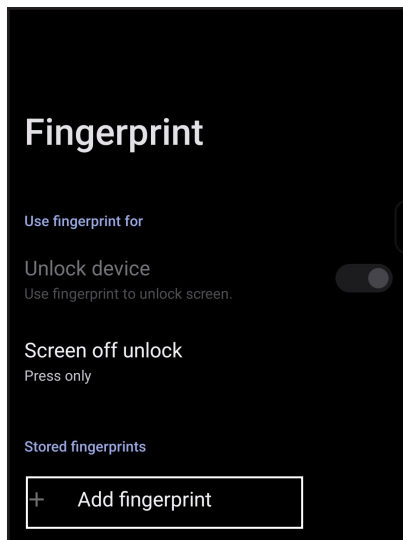 Fingerprint
Use fingerprint for
Unlock device
Use fingerprint to unlock screen.
Screen off unlock
Press only
Stored fingerprints
+ Add fingerprint